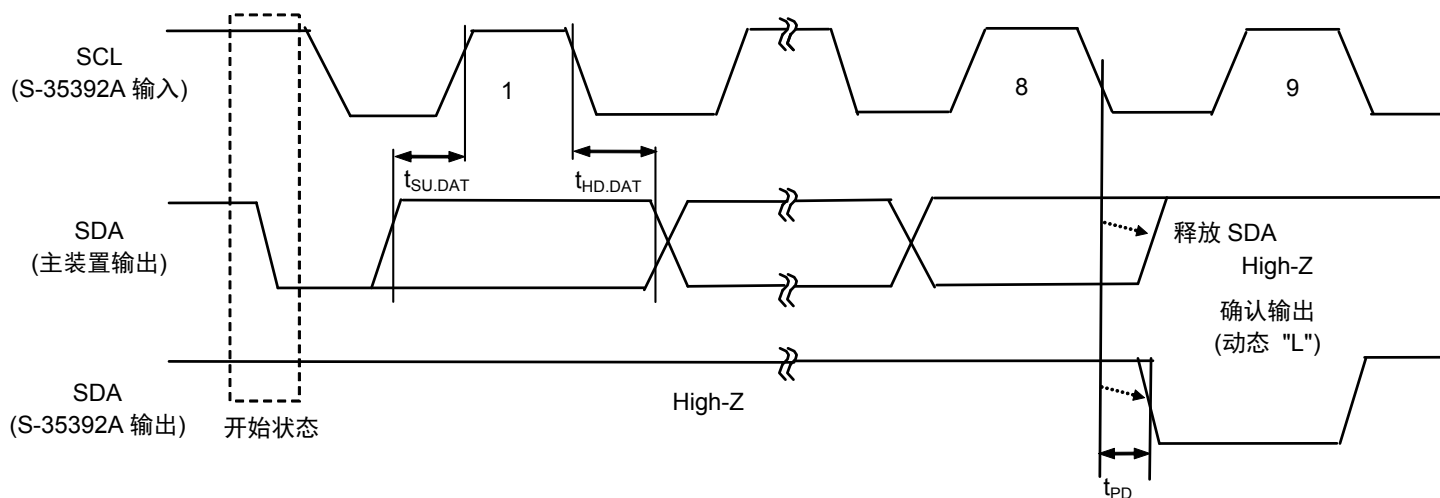 SCL
(S-35392A 输入)
1
8
9
tSU.DAT
tHD.DAT
SDA
(主装置输出)
释放 SDA
High-Z
确认输出
(动态 "L")
SDA
(S-35392A 输出)
开始状态
High-Z
tPD